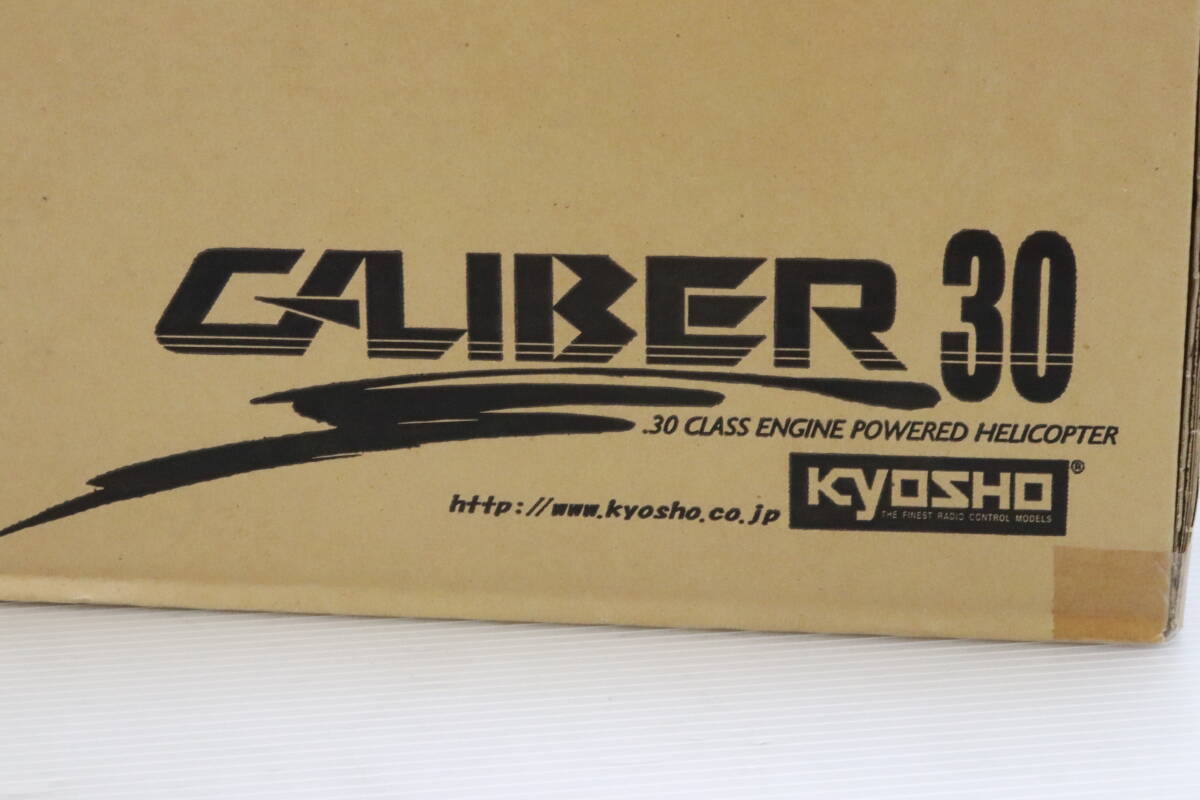 CALIBER 30
.30 CLASS ENGINE POWERED HELICOPTER
http://www.kyosho.co.jp
KYOSHO®
THE FINEST RADIO CONTROL MODELS